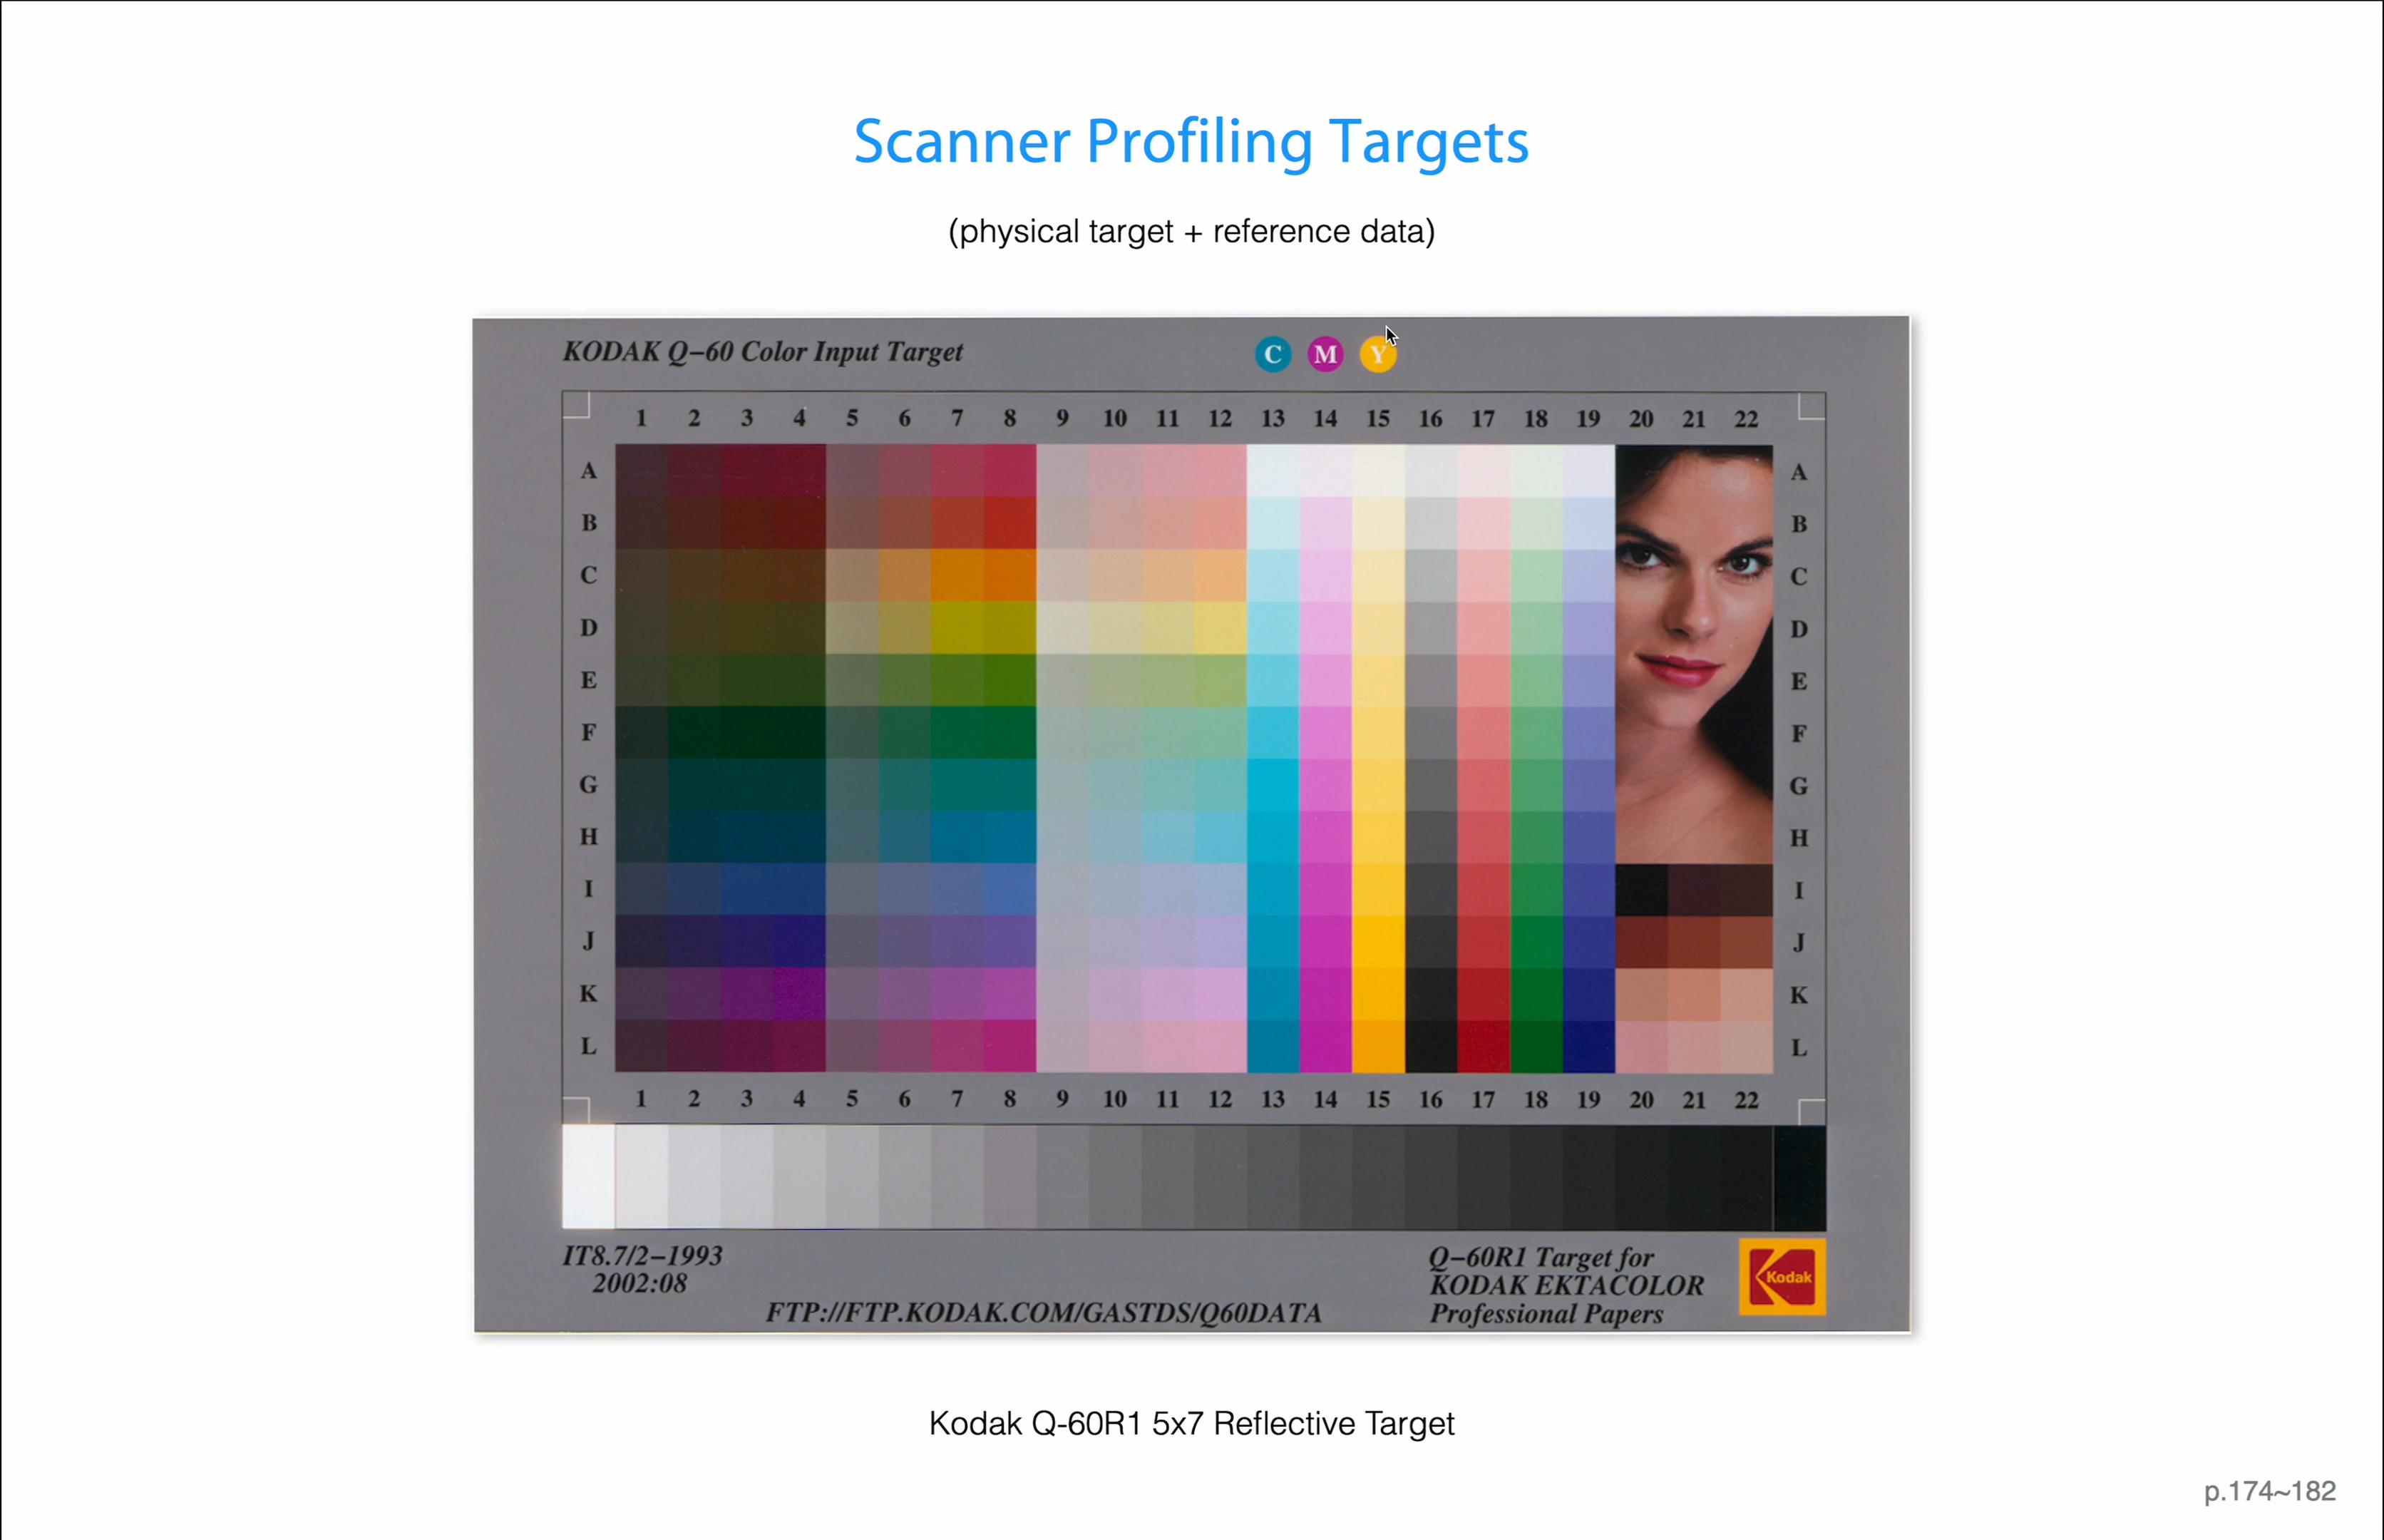 Scanner Profiling Targets
(physical target + reference data)
KODAK Q–60 Color Input Target
C M Y
1 2 3 4 5 6 7 8 9 10 11 12 13 14 15 16 17 18 19 20 21 22
A A
B B
C C
D D
E E
F F
G G
H H
I I
J J
K K
L L
1 2 3 4 5 6 7 8 9 10 11 12 13 14 15 16 17 18 19 20 21 22
IT8.7/2–1993
2002:08
FTP://FTP.KODAK.COM/GASTDS/Q60DATA
Q–60R1 Target for
KODAK EKTACOLOR
Professional Papers
Kodak
Kodak Q-60R1 5x7 Reflective Target
p.174~182